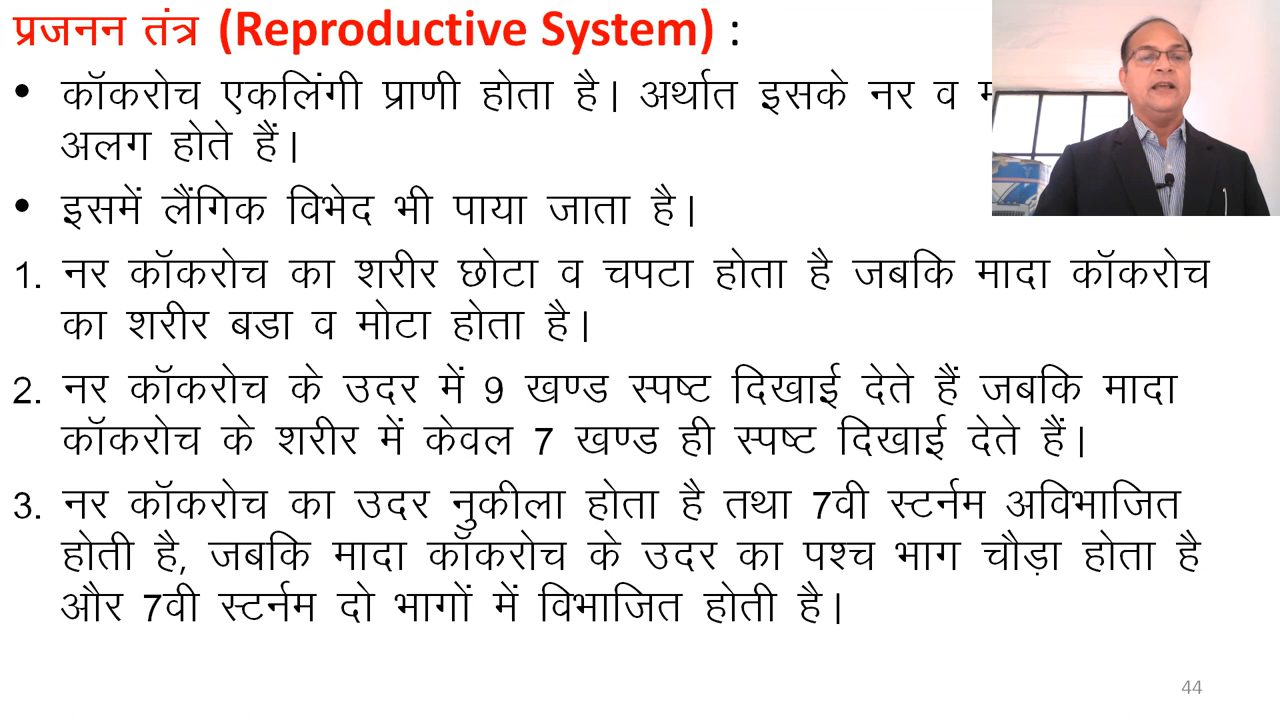 प्रजनन तंत्र (Reproductive System) :
• कॉकरोच एकलिंगी प्राणी होता है। अर्थात इसके नर व
अलग होते हैं।
• इसमें लैंगिक विभेद भी पाया जाता है।
1. नर कॉकरोच का शरीर छोटा व चपटा होता है जबकि मादा कॉकरोच
का शरीर बडा व मोटा होता है।
2. नर कॉकरोच के उदर में 9 खण्ड स्पष्ट दिखाई देते हैं जबकि मादा
कॉकरोच के शरीर में केवल 7 खण्ड ही स्पष्ट दिखाई देते हैं।
3. नर कॉकरोच का उदर नुकीला होता है तथा 7वी स्टर्नम अविभाजित
होती है, जबकि मादा कॉकरोच के उदर का पश्च भाग चौड़ा होता है
और 7वी स्टर्नम दो भागों में विभाजित होती है।
44